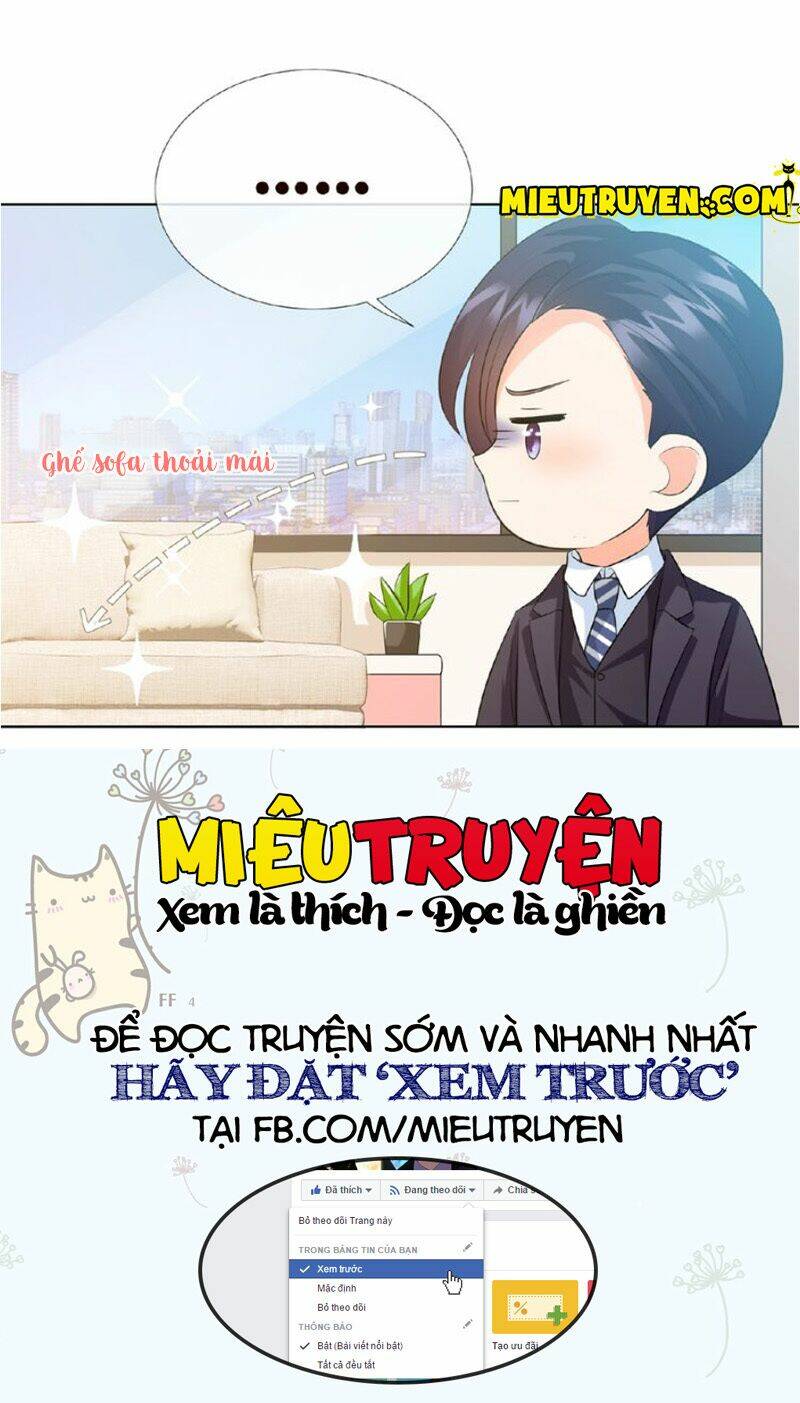 ......
MIEUTRUYEN.COM
Ghế sofa thoải mái
MIÊUTRUYỆN
Xem là thích - Đọc là ghiền
FF 4
ĐỂ ĐỌC TRUYỆN SỚM VÀ NHANH NHẤT
HÃY ĐẶT ‘XEM TRƯỚC’
TẠI FB.COM/MIEUTRUYEN
Đã thích Đang theo dõi Chia s
Bỏ theo dõi Trang này
TRONG BẢNG TIN CỦA BẠN
Xem trước
Mặc định
Bỏ theo dõi
THÔNG BÁO
Bật (Bài viết nổi bật)
Tạo ưu đãi
Tất cả đều tắt